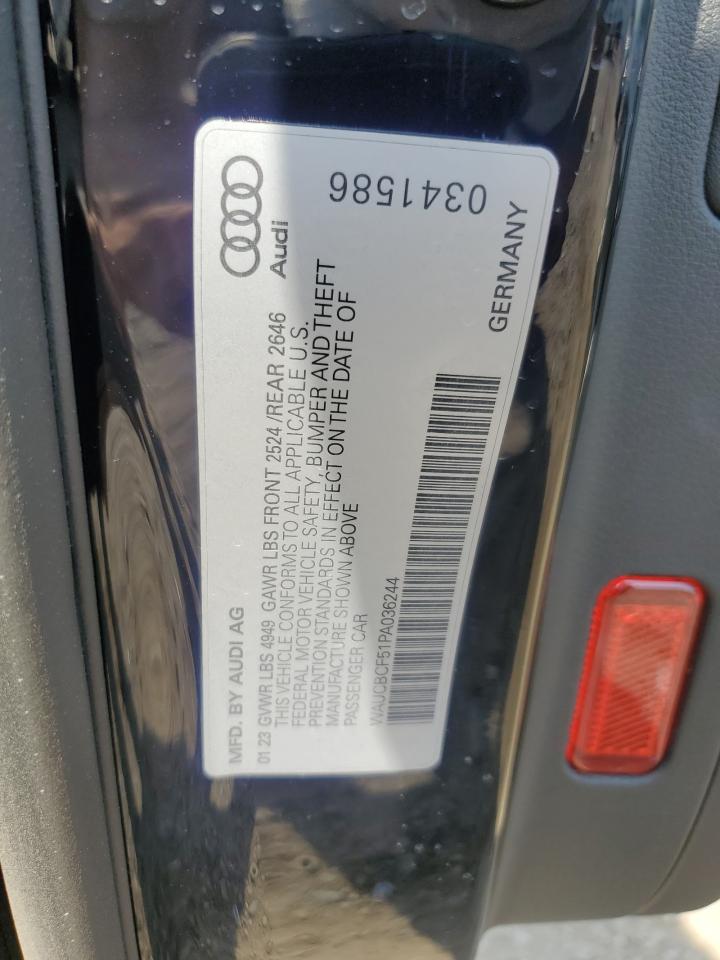 MFD. BY AUDI AG
01 23 GVWR LBS 4949 GAWR LBS FRONT 2524 /REAR 2646
THIS VEHICLE CONFORMS TO ALL APPLICABLE U.S.
FEDERAL MOTOR VEHICLE SAFETY, BUMPER AND THEFT
PREVENTION STANDARDS IN EFFECT ON THE DATE OF
MANUFACTURE SHOWN ABOVE
PASSENGER CAR
WAUCBCF51PA036244
Audi
0341586
GERMANY